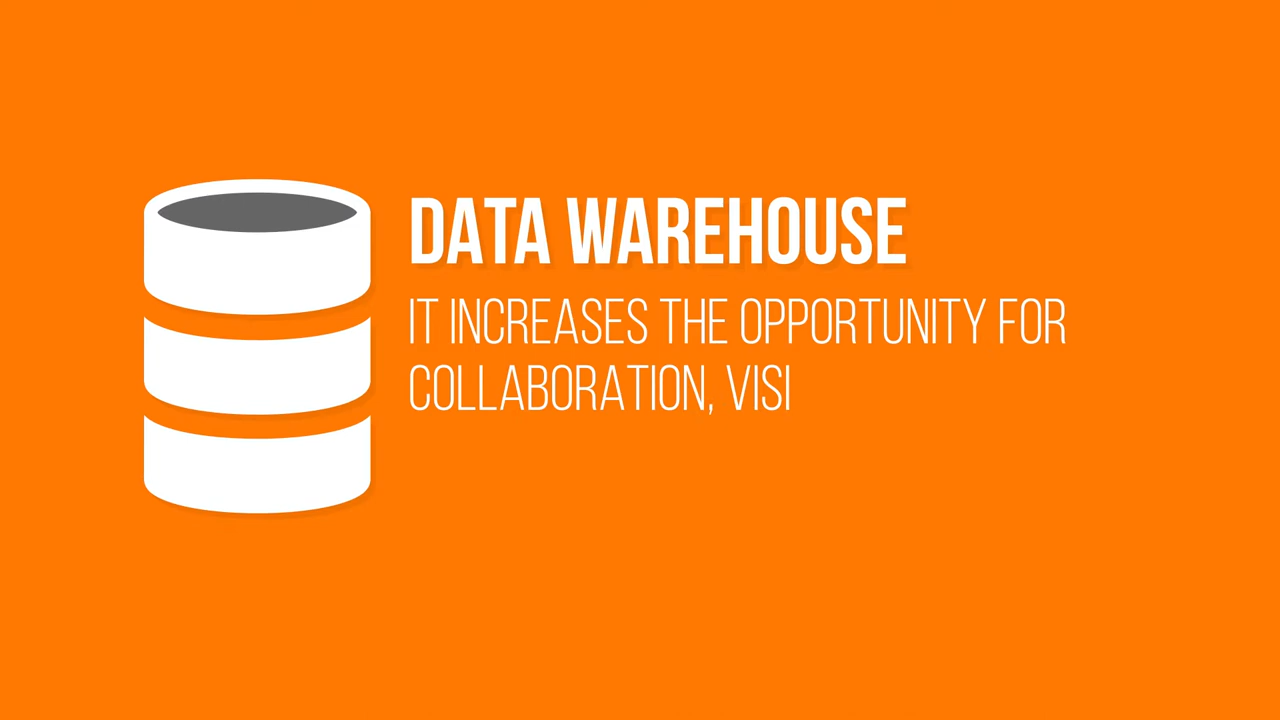 DATA WAREHOUSE
IT INCREASES THE OPPORTUNITY FOR
COLLABORATION, VISI